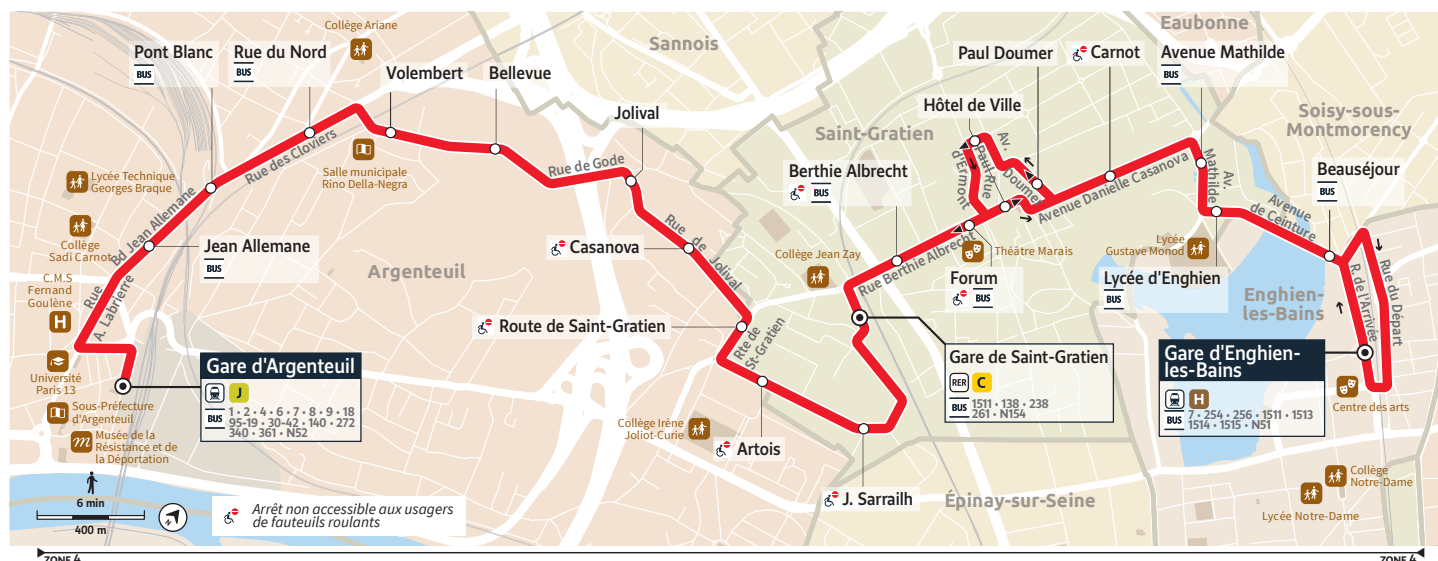 Collège Ariane
Pont Blanc
BUS
Rue du Nord
BUS
Volembert
Bellevue
Sannois
Jolival
Eaubonne
Paul Doumer
Carnot
Avenue Mathilde
BUS
Hôtel de Ville
Saint-Gratien
Soisy-sous-
Montmorency
Berthie Albrecht
BUS
Beauséjour
BUS
Rue des Cloviers
Salle municipale
Rino Della-Negra
Rue de Gode
Av.
Paul
Doumer
Rue
d'Ermont
Avenue Danielle Casanova
Av.
Mathilde
Avenue
de Ceinture
Lycée Technique
Georges Braque
Bd Jean Allemane
Collège
Sadi Carnot
Jean Allemane
BUS
Casanova
Rue de
Jolival
Collège Jean Zay
Rue Berthie Albrecht
Théâtre Marais
Forum
BUS
Lycée
Gustave Monod
Lycée d'Enghien
BUS
Argenteuil
C.M.S
Fernand
Goulène
H
Rue
A. Labrierre
Route de Saint-Gratien
Rte de
St-Gratien
Enghien-
les-Bains
R. de l'Arrivée
Rue du Départ
Université
Paris 13
Gare d'Argenteuil
J
BUS
1 • 2 • 4 • 6 • 7 • 8 • 9 • 18
95-19 • 30-42 • 140 • 272
340 • 361 • N52
Gare de Saint-Gratien
RER C
BUS
1511 • 138 • 238
261 • N154
Gare d'Enghien-
les-Bains
H
BUS
7 • 254 • 256 • 1511 • 1513
1514 • 1515 • N51
Centre des arts
Sous-Préfecture
d'Argenteuil
m
Musée de la
Résistance et de
la Déportation
Collège Irène
Joliot-Curie
Artois
J. Sarrailh
Épinay-sur-Seine
Collège
Notre-Dame
Lycée Notre-Dame
6 min
400 m
N
Arrêt non accessible aux usagers
de fauteuils roulants
ZONE 4
ZONE 4